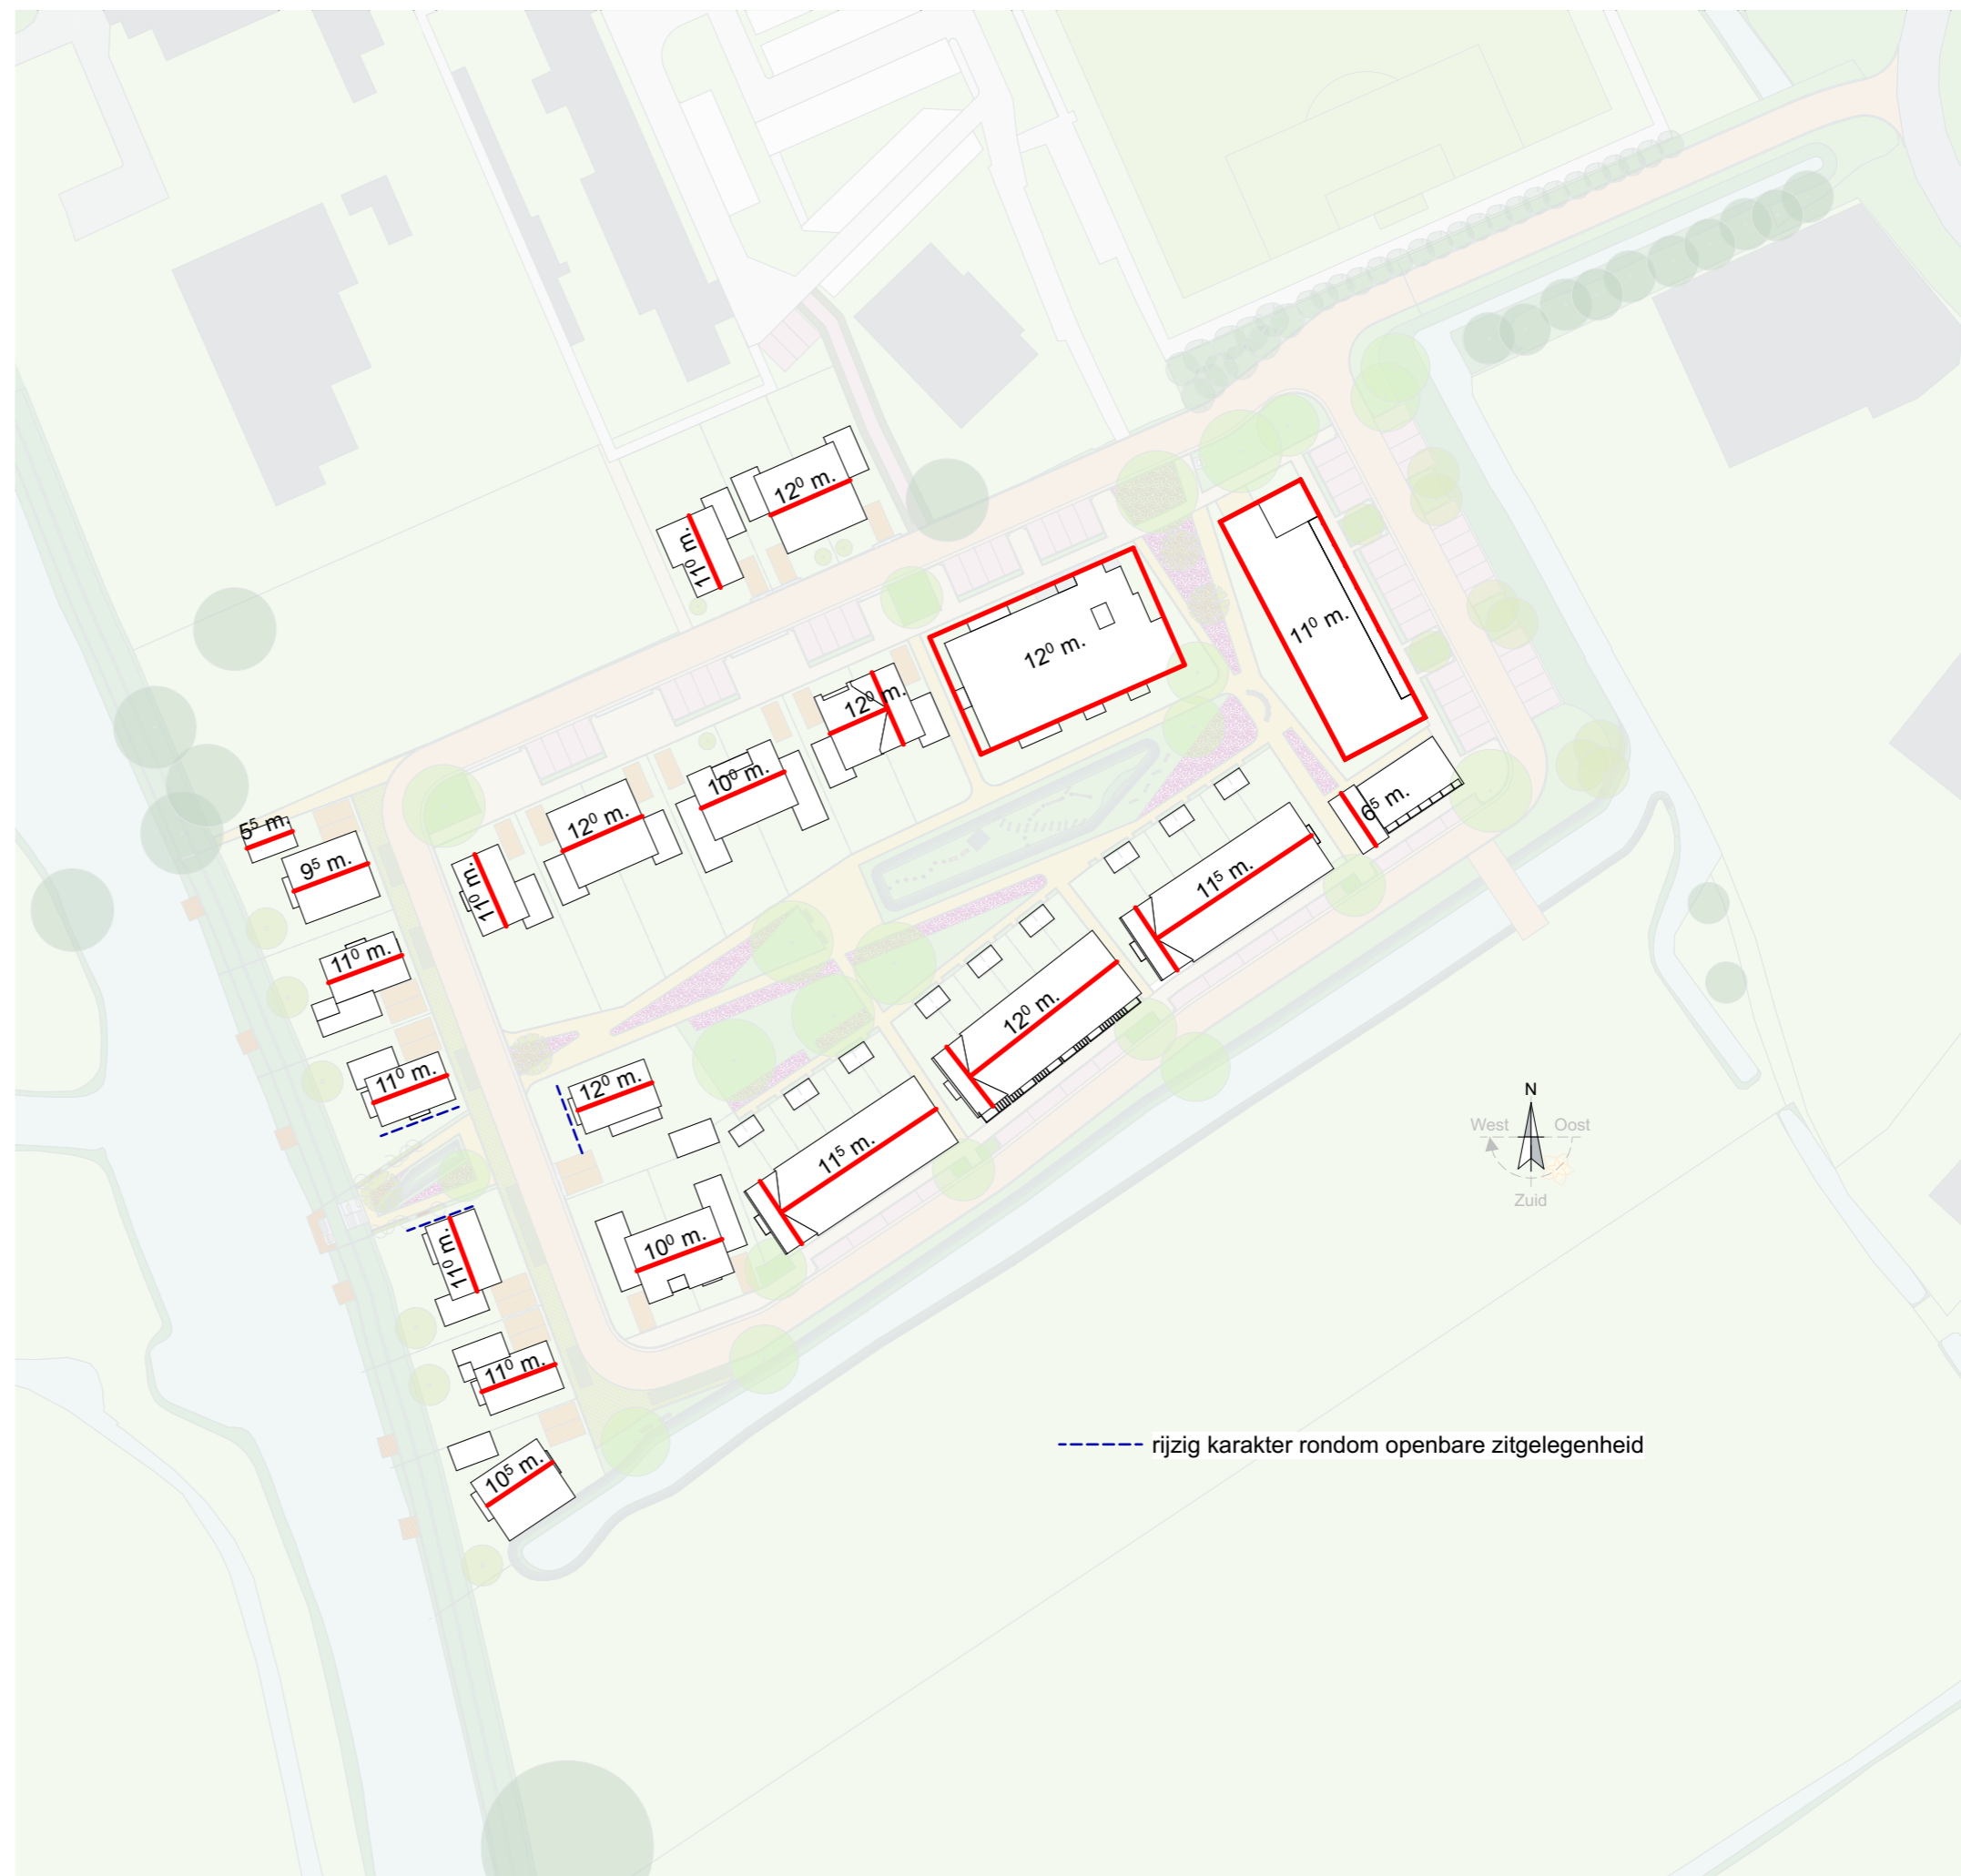 12⁰ m.
11⁰ m.
11⁰ m.
12⁰ m.
12⁰ m.
10⁰ m.
12⁰ m.
11⁰ m.
5⁵ m.
9⁵ m.
6⁵ m.
11⁵ m.
11⁰ m.
12⁰ m.
11⁰ m.
12⁰ m.
11⁵ m.
10⁰ m.
11⁰ m.
11⁰ m.
10⁵ m.
N
West
Oost
Zuid
rijzig karakter rondom openbare zitgelegenheid